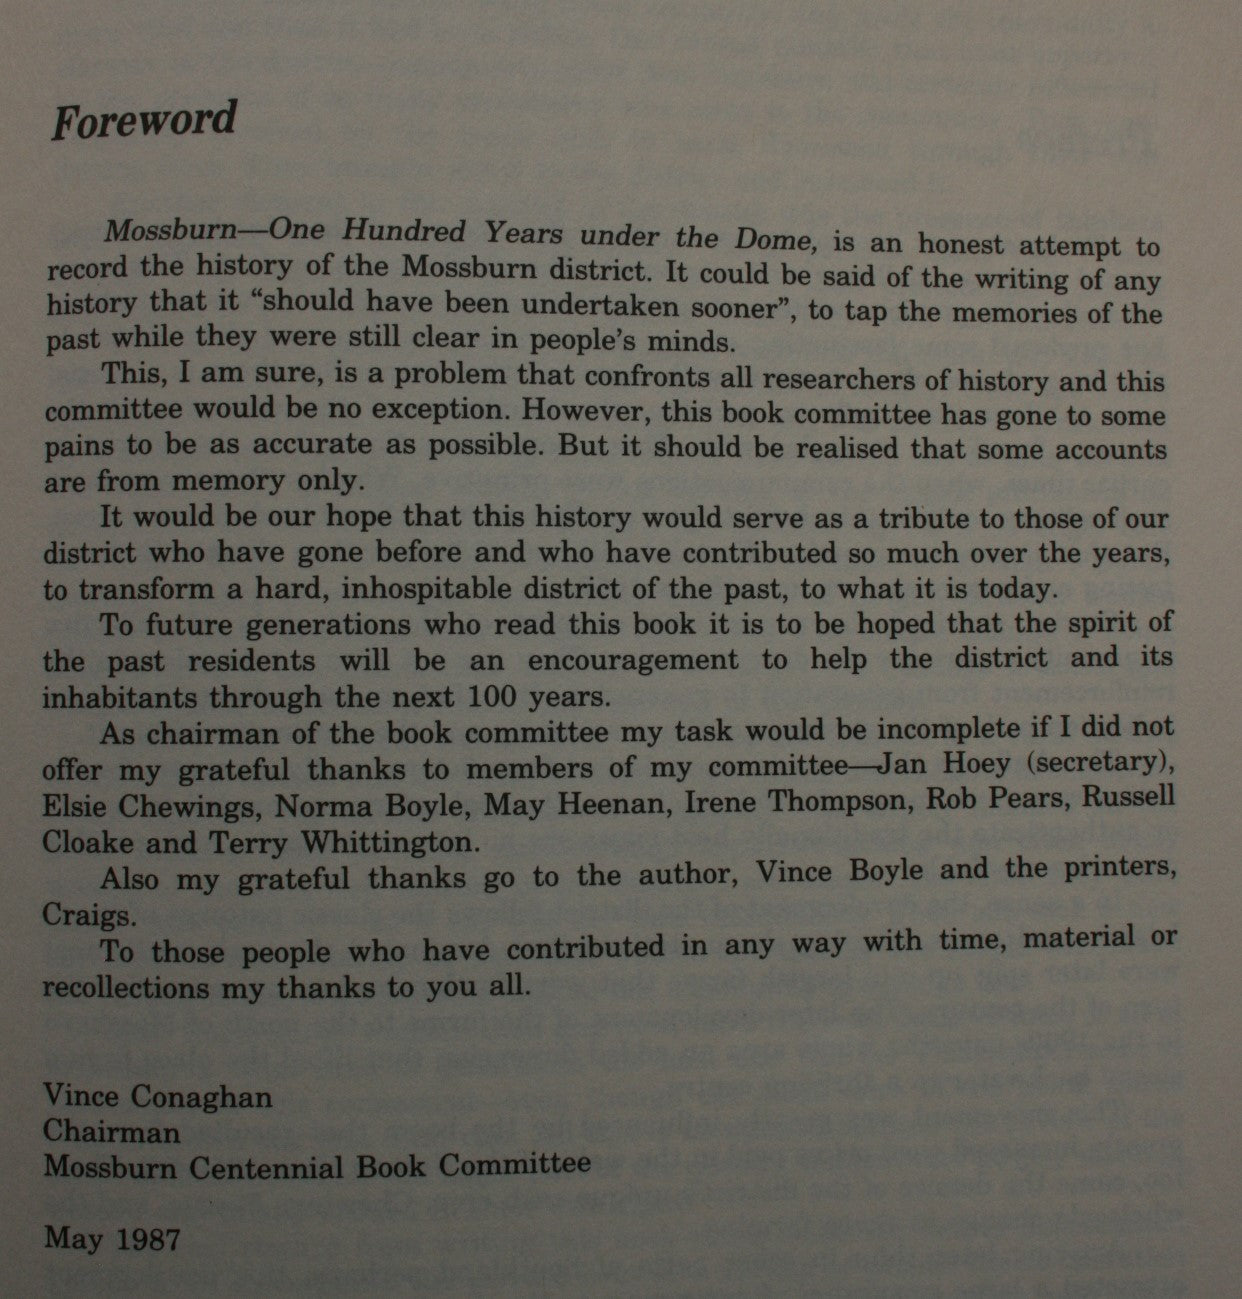 Foreword
Mossburn—One Hundred Years under the Dome, is an honest attempt to
record the history of the Mossburn district. It could be said of the writing of any
history that it “should have been undertaken sooner”, to tap the memories of the
past while they were still clear in people’s minds.
This, I am sure, is a problem that confronts all researchers of history and this
committee would be no exception. However, this book committee has gone to some
pains to be as accurate as possible. But it should be realised that some accounts
are from memory only.
It would be our hope that this history would serve as a tribute to those of our
district who have gone before and who have contributed so much over the years,
to transform a hard, inhospitable district of the past, to what it is today.
To future generations who read this book it is to be hoped that the spirit of
the past residents will be an encouragement to help the district and its
inhabitants through the next 100 years.
As chairman of the book committee my task would be incomplete if I did not
offer my grateful thanks to members of my committee—Jan Hoey (secretary),
Elsie Chewings, Norma Boyle, May Heenan, Irene Thompson, Rob Pears, Russell
Cloake and Terry Whittington.
Also my grateful thanks go to the author, Vince Boyle and the printers,
Craigs.
To those people who have contributed in any way with time, material or
recollections my thanks to you all.
Vince Conaghan
Chairman
Mossburn Centennial Book Committee
May 1987